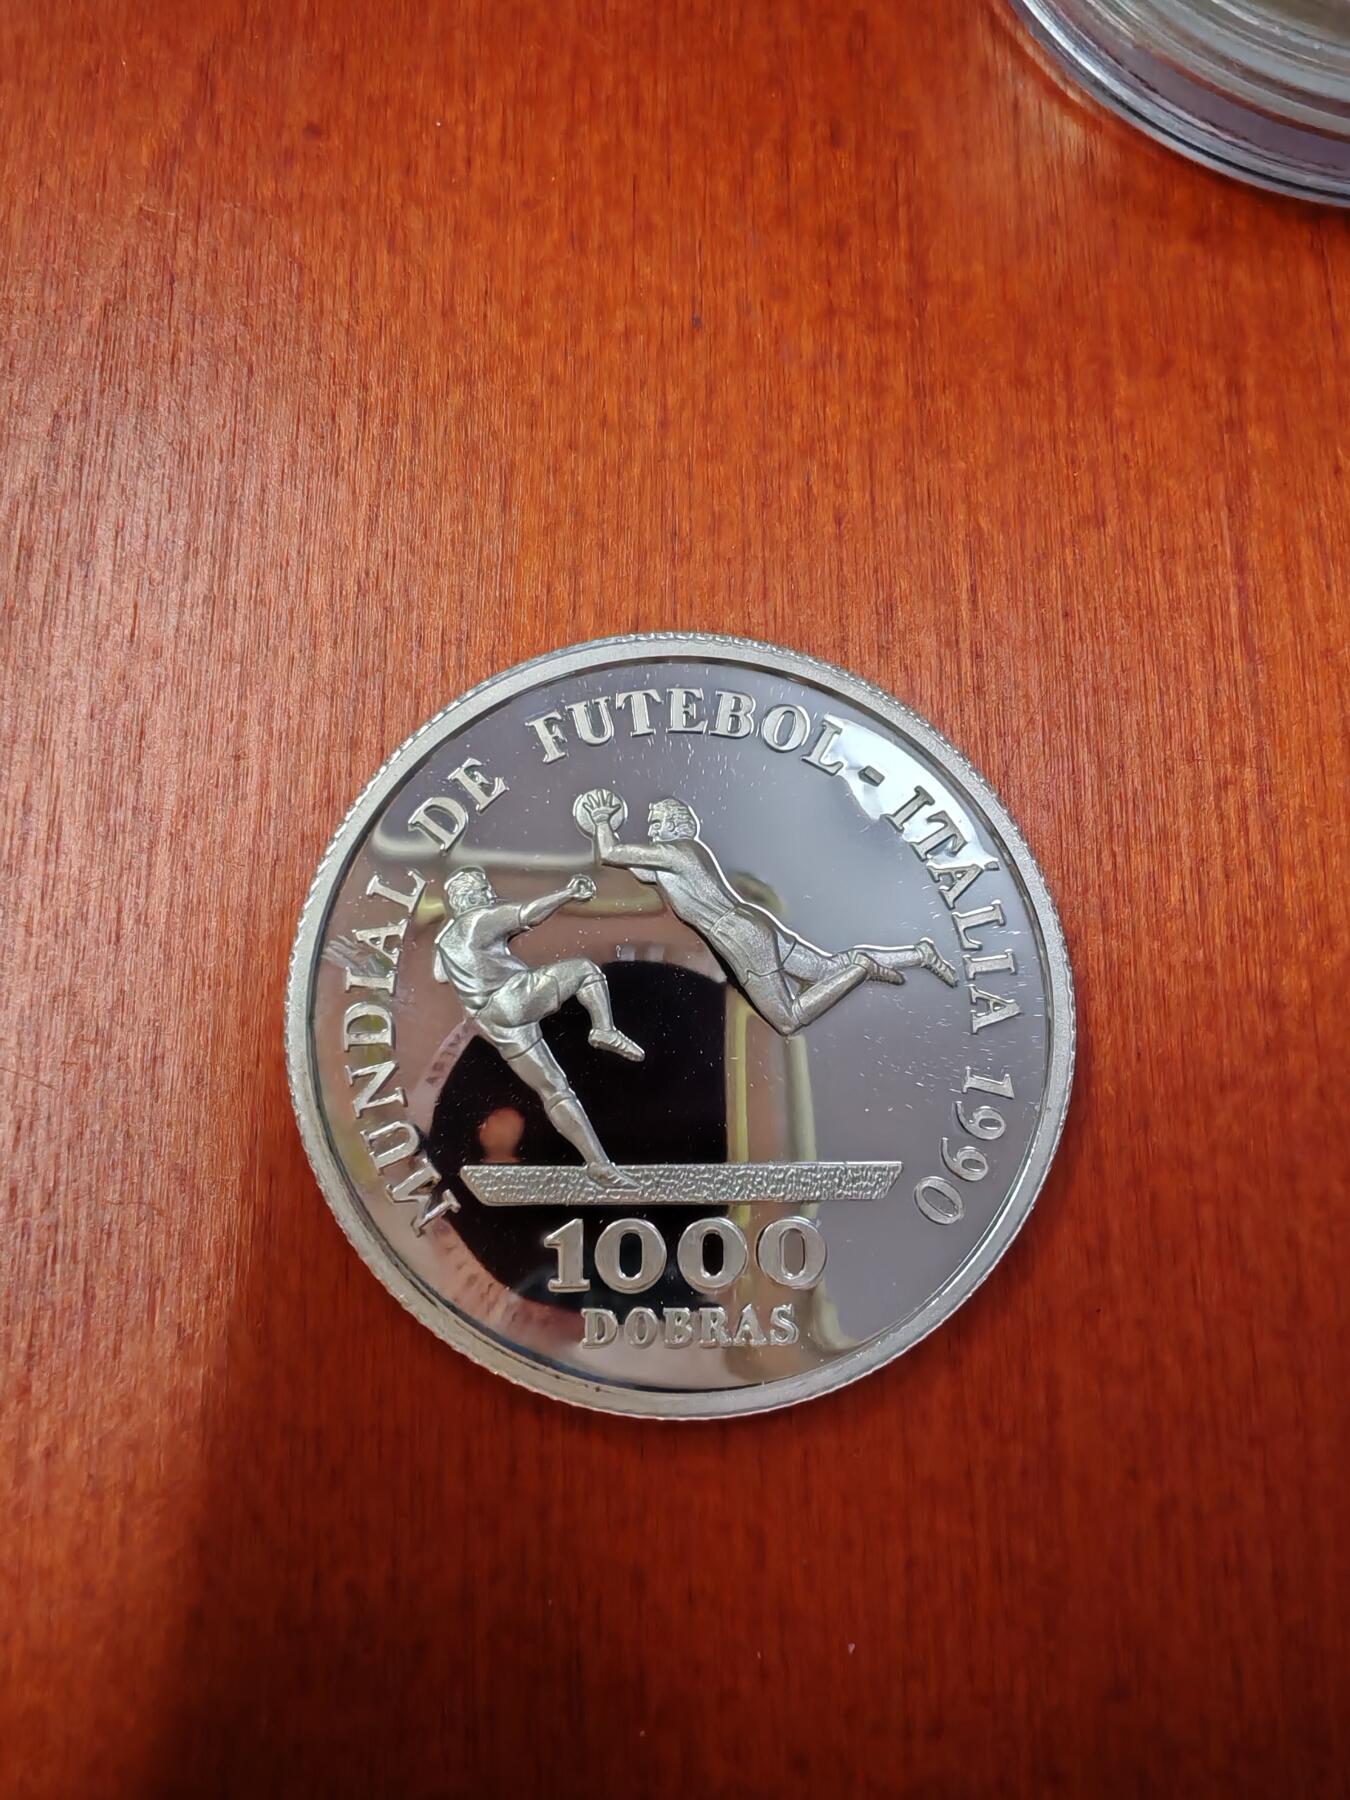 MUNDIAL DE FUTEBOL - ITÁLIA 1990
1000
DOBRAS